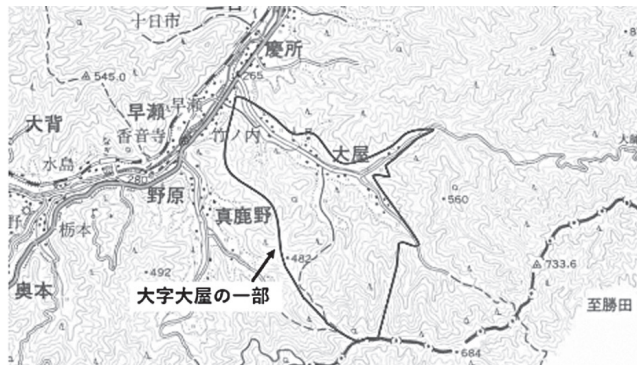 十日市
慶所
265
545.0
早瀬
早瀬
大背
香音寺
竹ノ内
大屋
水島
280
野原
真鹿野
560
栃本
482
492
733.6
奥本
大字大屋の一部
至勝田
684